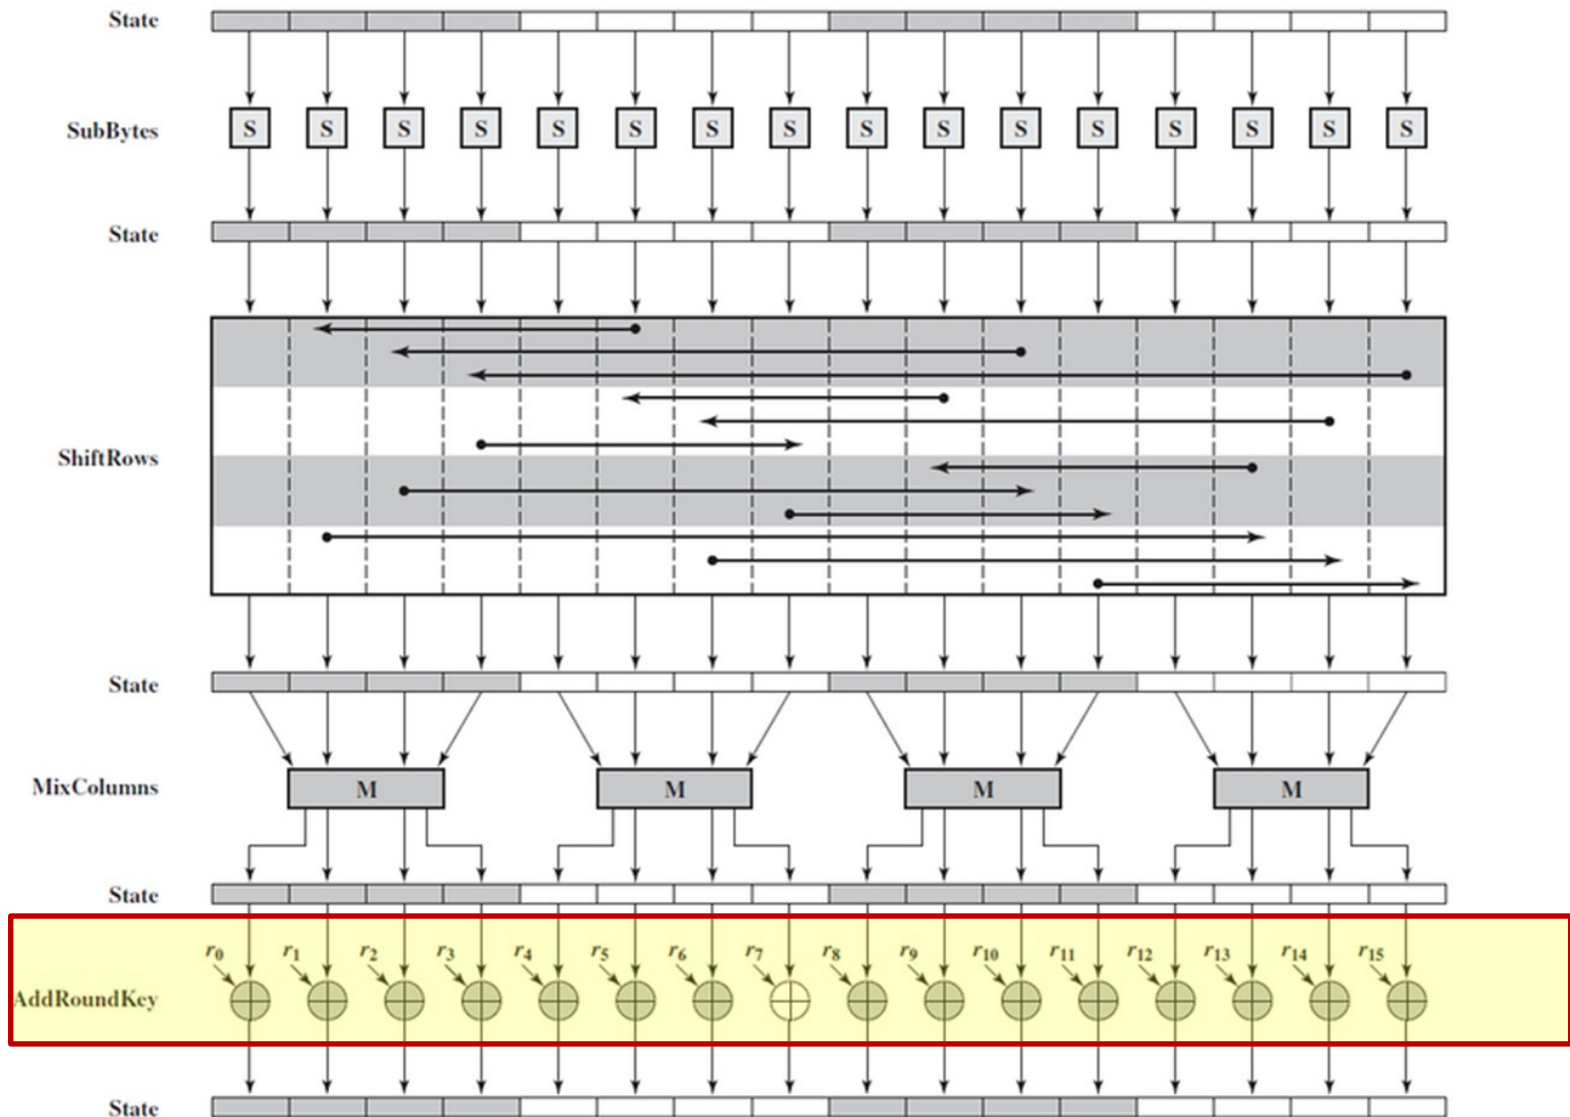 State
SubBytes S S S S S S S S S S S S S S S S
State
ShiftRows
State
MixColumns M M M M
State
r0 r1 r2 r3 r4 r5 r6 r7 r8 r9 r10 r11 r12 r13 r14 r15
AddRoundKey
State